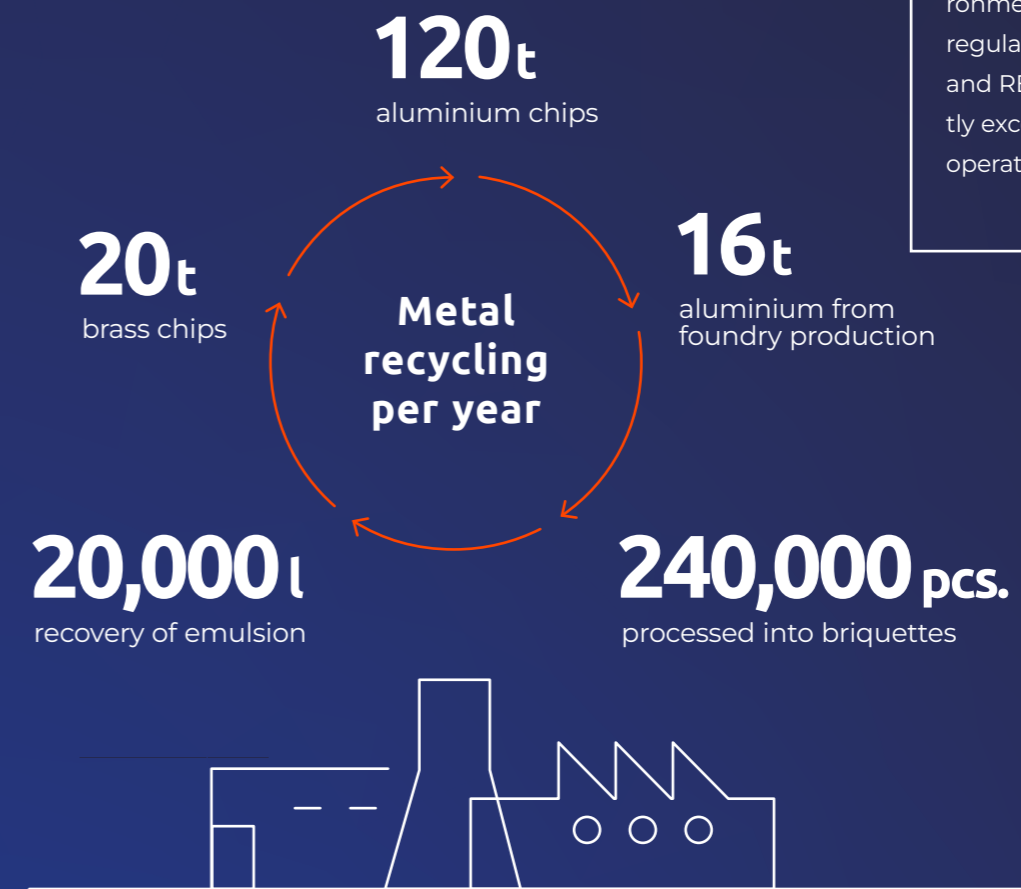 120t
aluminium chips
16t
aluminium from
foundry production
240,000 pcs.
processed into briquettes
20,000 l
recovery of emulsion
20t
brass chips
Metal
recycling
per year
regula
and
tly exc
operat